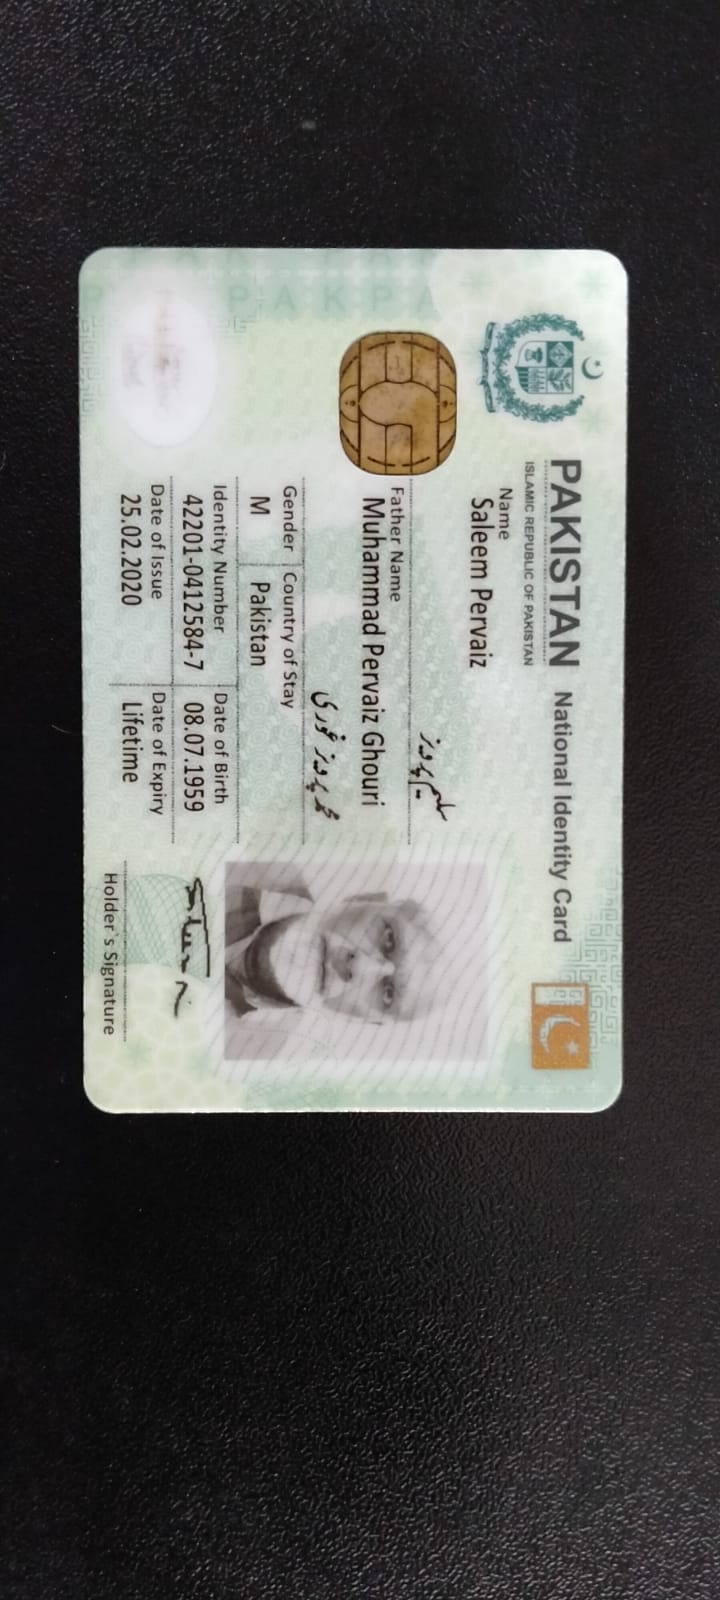 PAKISTAN National Identity Card
ISLAMIC REPUBLIC OF PAKISTAN
Name
Saleem Pervaiz
سلیم پرویز
Father Name
Muhammad Pervaiz Ghouri
محمد پرویز غوری
Gender Country of Stay
M Pakistan
Identity Number Date of Birth
42201-0412584-7 08.07.1959
Date of Issue Date of Expiry
25.02.2020 Lifetime
Holder's Signature